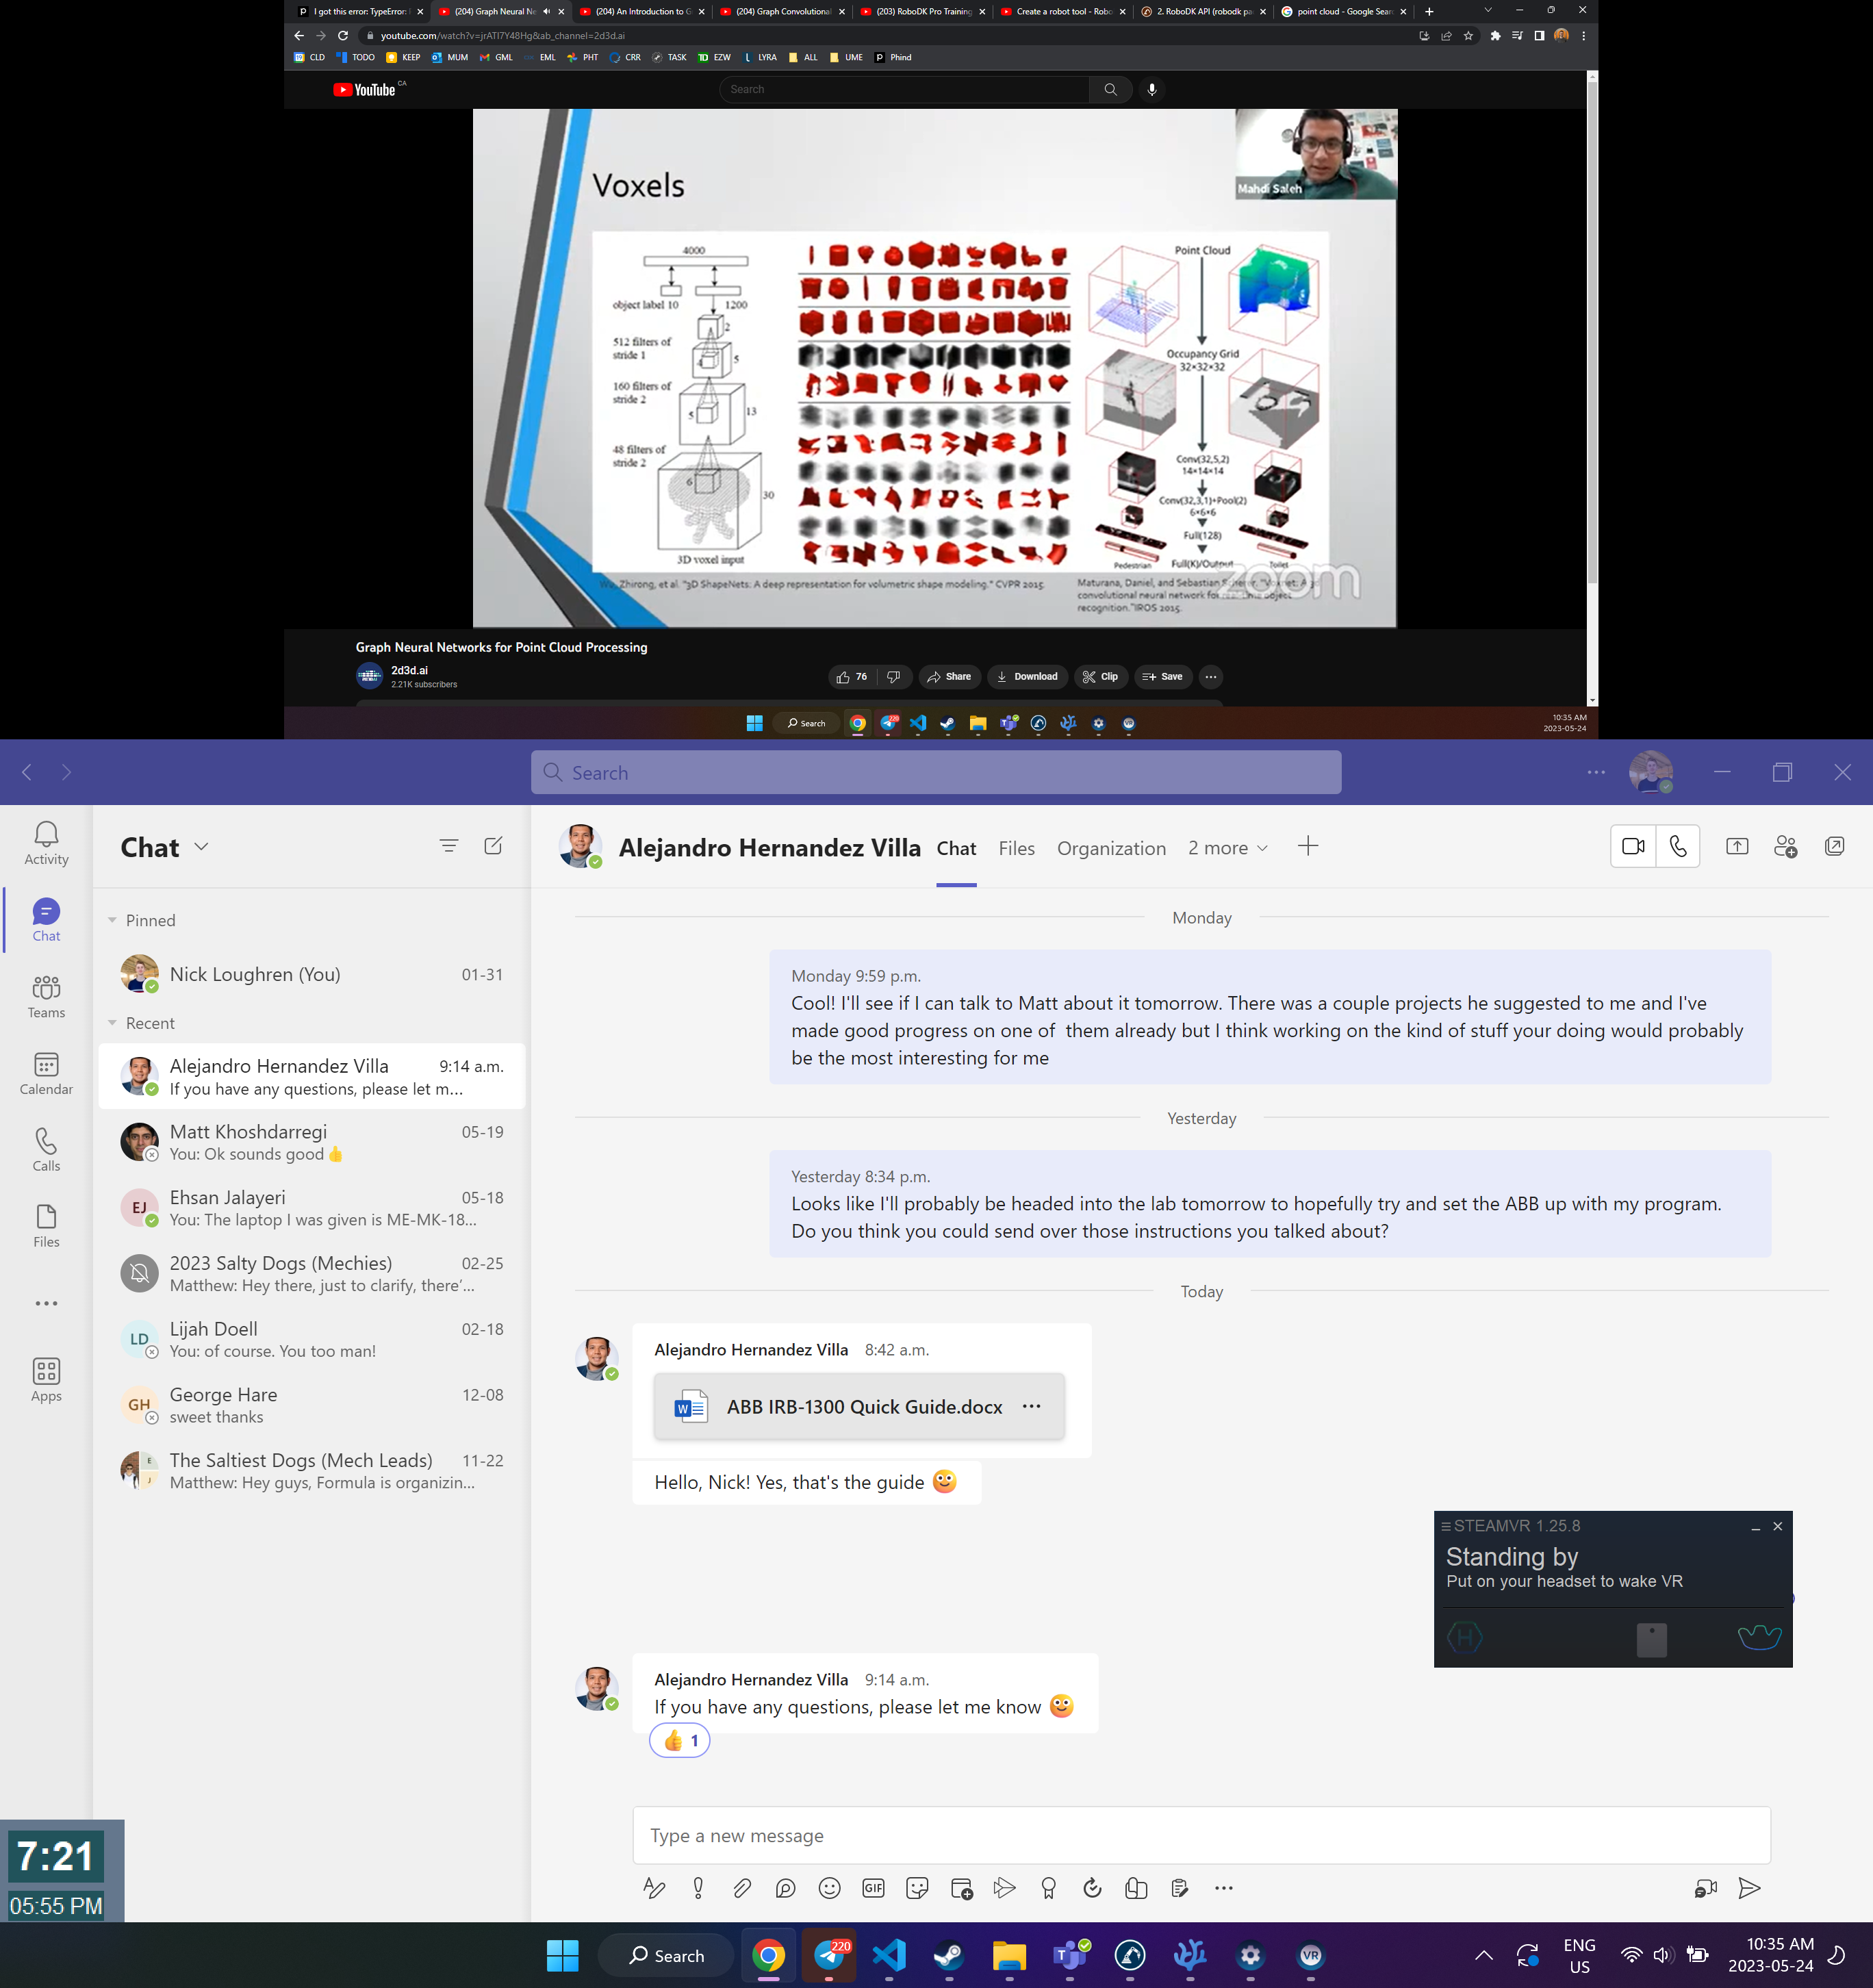 I got this error: TypeError:
(204) Graph Neural Ne
(204) An Introduction to G
(204) Graph Convolutional
(203) RoboDK Pro Training
Create a robot tool - Robo
2. RoboDK API (robodk pa
point cloud - Google Sear
youtube.com/watch?v=jrATI7Y48Hg&ab_channel=2d3d.ai
CLD TODO KEEP MUM GML EML PHT CRR TASK EZW LYRA ALL UME Phind
YouTube CA
Search
Voxels
Mahdi Saleh
4000
object label 10 1200
2
512 filters of
stride 1
5
160 filters of
stride 2
5
13
48 filters of
stride 2
6
30
3D voxel input
Point Cloud
Occupancy Grid
32×32×32
Conv(32,5,2)
14×14×14
Conv(32,3,1)+Pool(2)
6×6×6
Full(128)
Pedestrian Full(K)/Output Toilet
zoom
Wu, Zhirong, et al. "3D ShapeNets: A deep representation for volumetric shape modeling." CVPR 2015.
Maturana, Daniel, and Sebastian Scherer. "Voxnet: A 3d
convolutional neural network for real-time object
recognition."IROS 2015.
Graph Neural Networks for Point Cloud Processing
2d3d.ai
2.21K subscribers
76 Share Download Clip Save
Search
10:35 AM
2023-05-24
Search
Activity
Chat
Teams
Calendar
Calls
Files
Apps
Chat
Pinned
Nick Loughren (You) 01-31
Recent
Alejandro Hernandez Villa 9:14 a.m.
If you have any questions, please let m...
Matt Khoshdarregi 05-19
You: Ok sounds good👍
EJ
Ehsan Jalayeri 05-18
You: The laptop I was given is ME-MK-18...
2023 Salty Dogs (Mechies) 02-25
Matthew: Hey there, just to clarify, there'...
LD
Lijah Doell 02-18
You: of course. You too man!
GH
George Hare 12-08
sweet thanks
E
J
The Saltiest Dogs (Mech Leads) 11-22
Matthew: Hey guys, Formula is organizin...
Alejandro Hernandez Villa Chat Files Organization 2 more
Monday
Monday 9:59 p.m.
Cool! I'll see if I can talk to Matt about it tomorrow. There was a couple projects he suggested to me and I've
made good progress on one of them already but I think working on the kind of stuff your doing would probably
be the most interesting for me
Yesterday
Yesterday 8:34 p.m.
Looks like I'll probably be headed into the lab tomorrow to hopefully try and set the ABB up with my program.
Do you think you could send over those instructions you talked about?
Today
Alejandro Hernandez Villa 8:42 a.m.
ABB IRB-1300 Quick Guide.docx
Hello, Nick! Yes, that's the guide 🙂
STEAMVR 1.25.8
Standing by
Put on your headset to wake VR
H
Alejandro Hernandez Villa 9:14 a.m.
If you have any questions, please let me know 🙂
👍 1
Type a new message
GIF
7:21
05:55 PM
Search
220
VR
ENG
US
10:35 AM
2023-05-24